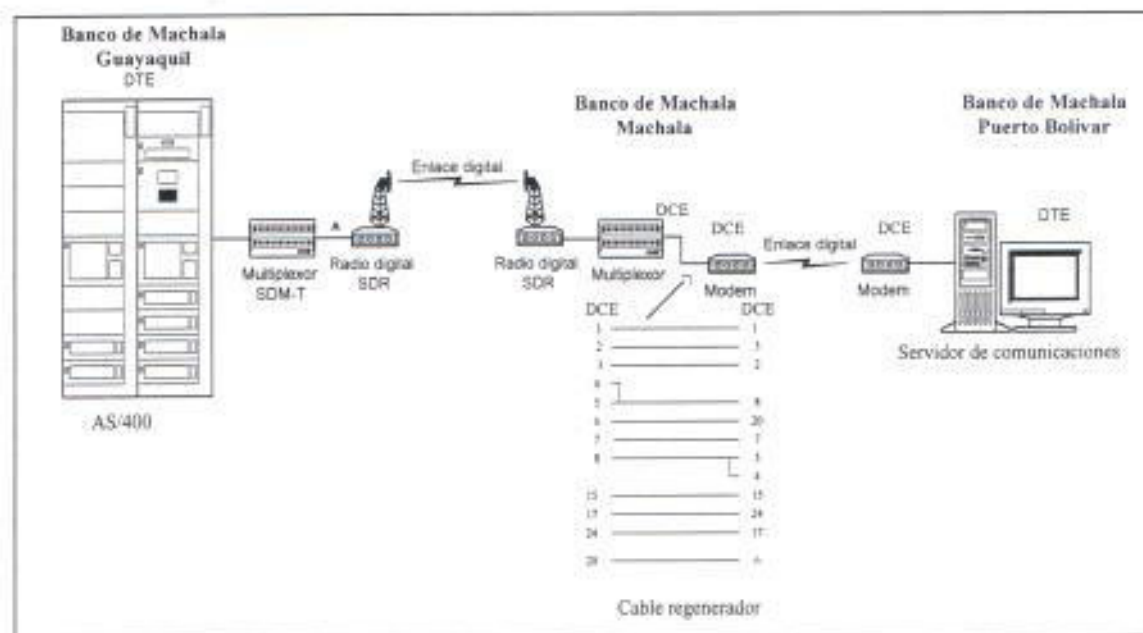 Banco de Machala
Guayaquil
DTE
Banco de Machala
Machala
Banco de Machala
Puerto Bolívar
Enlace digital
DCE
DCE
DCE
DTE
Enlace digital
Multiplexor
SDM-T
A
Radio digital
SDR
Radio digital
SDR
Multiplexor
Modem
Modem
Servidor de comunicaciones
AS/400
DCE
DCE
1 1
2 3
3 2
5 8
6 20
7 7
8 5
4
15 15
17 24
24 17
20
Cable regenerador